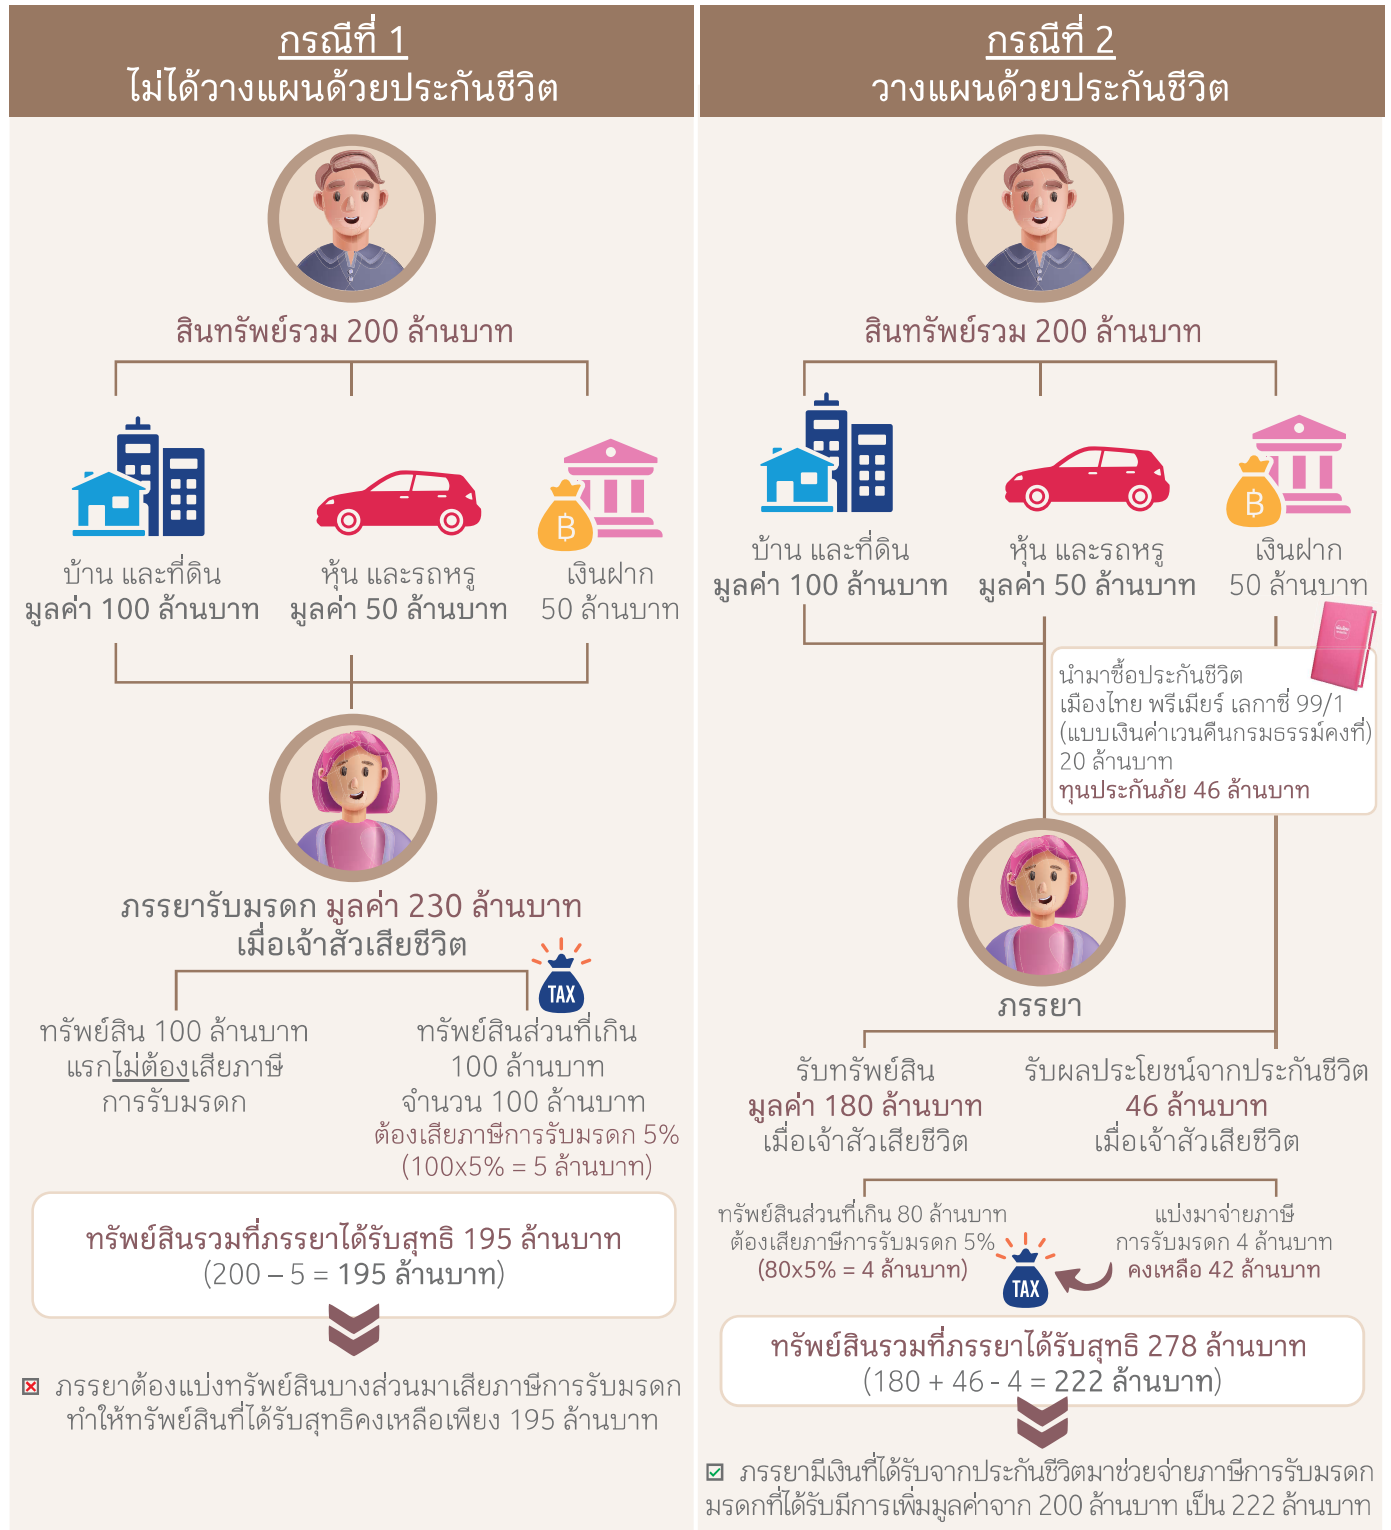 กรณีที่ 1
ไม่ได้วางแผนด้วยประกันชีวิต
สินทรัพย์รวม 200 ล้านบาท
บ้าน และที่ดิน
มูลค่า 100 ล้านบาท
หุ้น และรถหรู
มูลค่า 50 ล้านบาท
เงินฝาก
50 ล้านบาท
ภรรยารับมรดก มูลค่า 230 ล้านบาท
เมื่อเจ้าสัวเสียชีวิต
TAX
ทรัพย์สิน 100 ล้านบาท
แรกไม่ต้องเสียภาษี
การรับมรดก
ทรัพย์สินส่วนที่เกิน
100 ล้านบาท
จำนวน 100 ล้านบาท
ต้องเสียภาษีการรับมรดก 5%
(100x5% = 5 ล้านบาท)
ทรัพย์สินรวมที่ภรรยาได้รับสุทธิ 195 ล้านบาท
(200 – 5 = 195 ล้านบาท)
ภรรยาต้องแบ่งทรัพย์สินบางส่วนมาเสียภาษีการรับมรดก
ทำให้ทรัพย์สินที่ได้รับสุทธิคงเหลือเพียง 195 ล้านบาท
กรณีที่ 2
วางแผนด้วยประกันชีวิต
สินทรัพย์รวม 200 ล้านบาท
บ้าน และที่ดิน
มูลค่า 100 ล้านบาท
หุ้น และรถหรู
มูลค่า 50 ล้านบาท
เงินฝาก
50 ล้านบาท
นำมาซื้อประกันชีวิต
เมืองไทย พรีเมียร์ เลกาซี่ 99/1
(แบบเงินค่าเวนคืนกรมธรรม์คงที่)
20 ล้านบาท
ทุนประกันภัย 46 ล้านบาท
ภรรยา
รับทรัพย์สิน
มูลค่า 180 ล้านบาท
เมื่อเจ้าสัวเสียชีวิต
รับผลประโยชน์จากประกันชีวิต
46 ล้านบาท
เมื่อเจ้าสัวเสียชีวิต
ทรัพย์สินส่วนที่เกิน 80 ล้านบาท
ต้องเสียภาษีการรับมรดก 5%
(80x5% = 4 ล้านบาท)
TAX
แบ่งมาจ่ายภาษี
การรับมรดก 4 ล้านบาท
คงเหลือ 42 ล้านบาท
ทรัพย์สินรวมที่ภรรยาได้รับสุทธิ 278 ล้านบาท
(180 + 46 - 4 = 222 ล้านบาท)
ภรรยามีเงินที่ได้รับจากประกันชีวิตมาช่วยจ่ายภาษีการรับมรดก
มรดกที่ได้รับมีการเพิ่มมูลค่าจาก 200 ล้านบาท เป็น 222 ล้านบาท